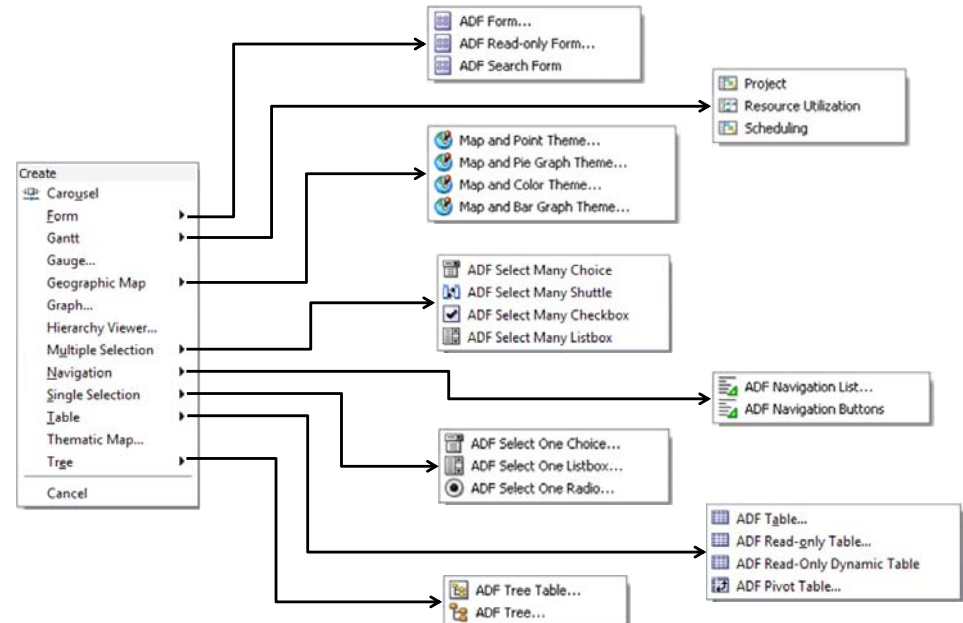 Create
Carousel
Form
Gantt
Gauge...
Geographic Map
Graph...
Hierarchy Viewer...
Multiple Selection
Navigation
Single Selection
Table
Thematic Map...
Tree
Cancel
ADF Form...
ADF Read-only Form...
ADF Search Form
Project
Resource Utilization
Scheduling
Map and Point Theme...
Map and Pie Graph Theme...
Map and Color Theme...
Map and Bar Graph Theme...
ADF Select Many Choice
ADF Select Many Shuttle
ADF Select Many Checkbox
ADF Select Many Listbox
ADF Navigation List...
ADF Navigation Buttons
ADF Select One Choice...
ADF Select One Listbox...
ADF Select One Radio...
ADF Table...
ADF Read-only Table...
ADF Read-Only Dynamic Table
ADF Pivot Table...
ADF Tree Table...
ADF Tree...